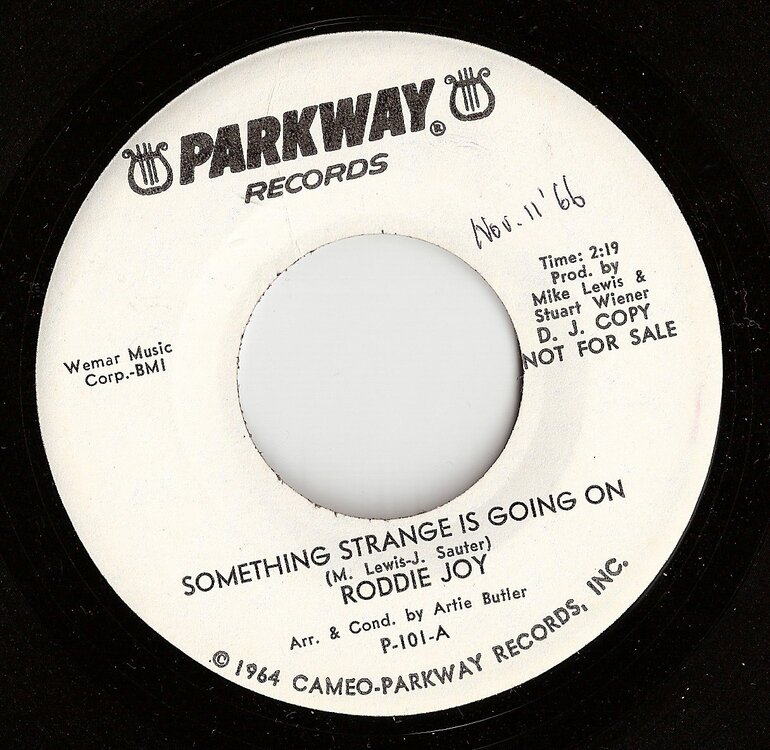 PARKWAY®
RECORDS
Nov. 11 '66
Time: 2:19
Prod. by
Mike Lewis &
Stuart Wiener
D. J. COPY
NOT FOR SALE
Wemar Music
Corp.-BMI
SOMETHING STRANGE IS GOING ON
(M. Lewis-J. Sauter)
RODDIE JOY
Arr. & Cond. by Artie Butler
P-101-A
© 1964 CAMEO-PARKWAY RECORDS, INC.